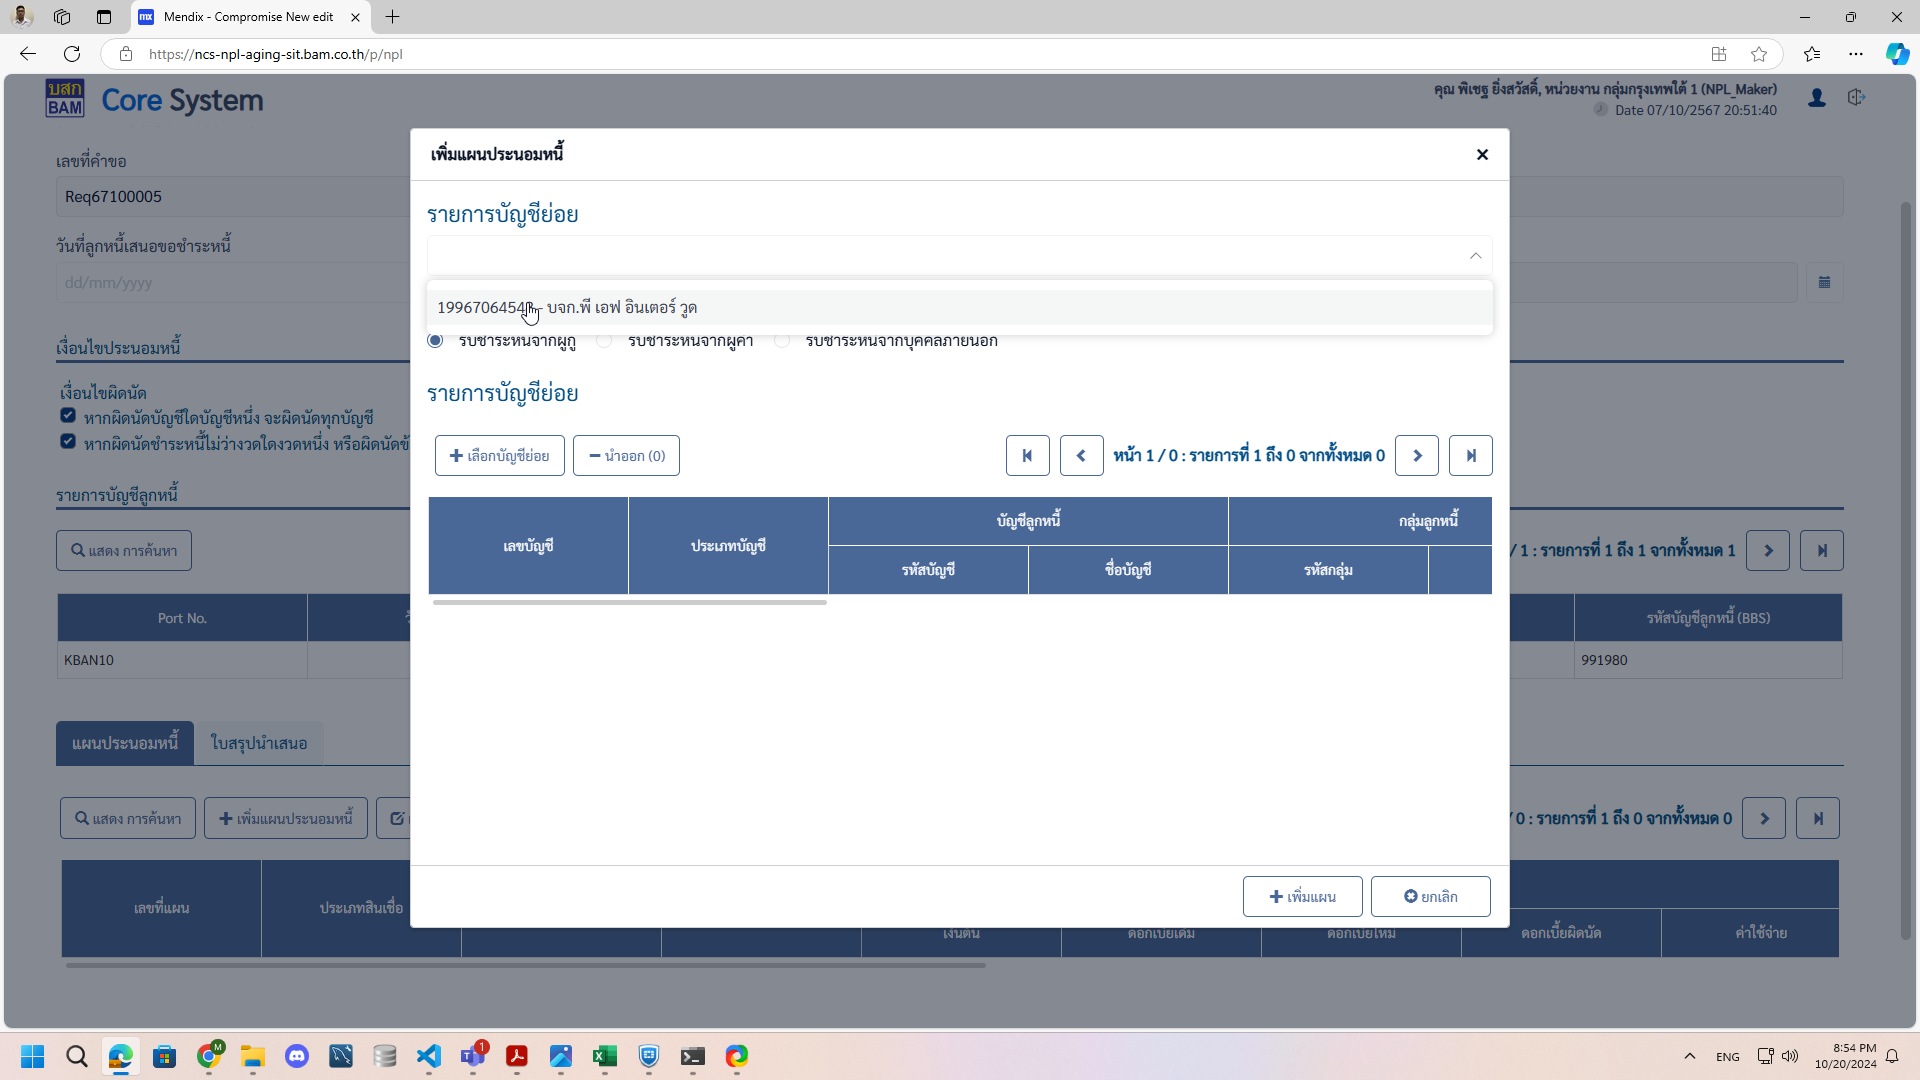 Mendix - Compromise New edit
https://ncs-npl-aging-sit.bam.co.th/p/npl
บสก
BAM
Core System
คุณ พิเชฐ ยิ่งสวัสดิ์, หน่วยงาน กลุ่มกรุงเทพใต้ 1 (NPL_Maker)
Date 07/10/2567 20:51:40
เลขที่คำขอ
Req67100005
วันที่ลูกหนี้เสนอขอชำระหนี้
dd/mm/yyyy
เงื่อนไขประนอมหนี้
เงื่อนไขผิดนัด
หากผิดนัดบัญชีใดบัญชีหนึ่ง จะผิดนัดทุกบัญชี
หากผิดนัดชำระหนี้ไม่ว่างวดใดงวดหนึ่ง หรือผิดนัดข้
รายการบัญชีลูกหนี้
แสดง การค้นหา
/ 1 : รายการที่ 1 ถึง 1 จากทั้งหมด 1
Port No.
รหัสบัญชีลูกหนี้ (BBS)
KBAN10
991980
แผนประนอมหนี้
ใบสรุปนำเสนอ
แสดง การค้นหา
เพิ่มแผนประนอมหนี้
/ 0 : รายการที่ 1 ถึง 0 จากทั้งหมด 0
เลขที่แผน
ประเภทสินเชื่อ
เงินต้น
ดอกเบี้ยเดิม
ดอกเบี้ยใหม่
ดอกเบี้ยผิดนัด
ค่าใช้จ่าย
เพิ่มแผนประนอมหนี้
รายการบัญชีย่อย
บจก.พี เอฟ อินเตอร์ วูด
รับชำระหนี้จากผู้กู้
รับชำระหนี้จากผู้ค้ำ
รับชำระหนี้จากบุคคลภายนอก
รายการบัญชีย่อย
เลือกบัญชีย่อย
นำออก (0)
หน้า 1 / 0 : รายการที่ 1 ถึง 0 จากทั้งหมด 0
เลขบัญชี
ประเภทบัญชี
บัญชีลูกหนี้
กลุ่มลูกหนี้
รหัสบัญชี
ชื่อบัญชี
รหัสกลุ่ม
เพิ่มแผน
ยกเลิก
M
1
ENG
8:54 PM
10/20/2024